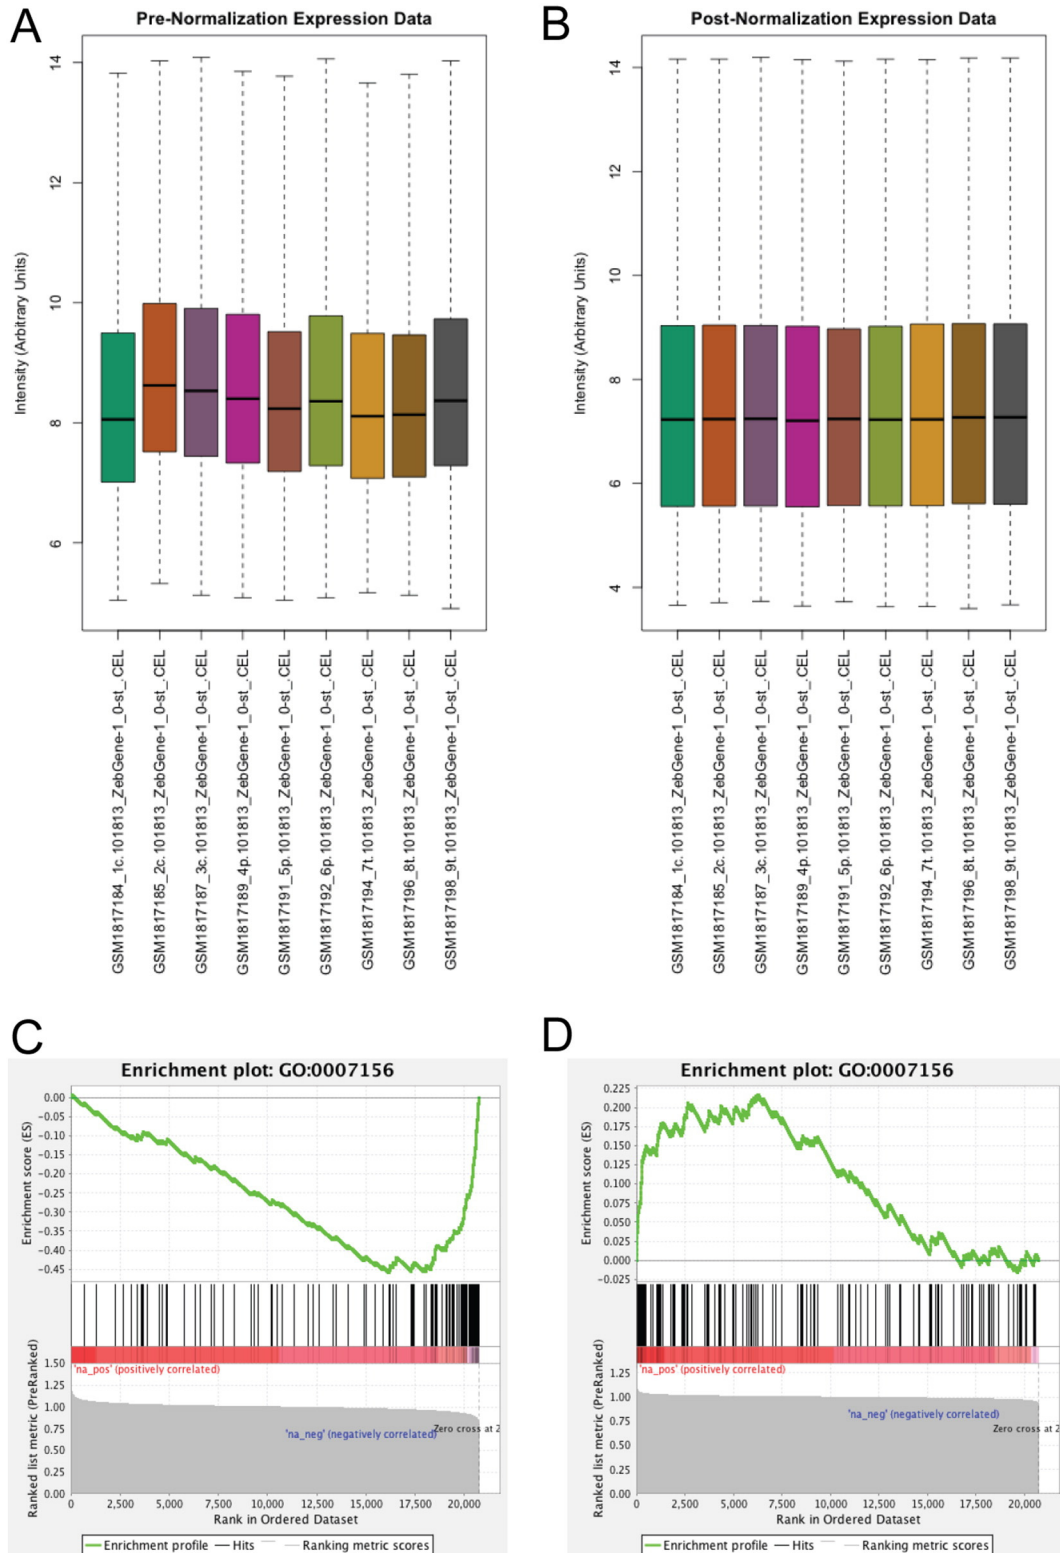 A
Pre-Normalization Expression Data
Intensity (Arbitrary Units)
14
12
10
8
6
GSM1817184_1c.101813_ZebGene-1_0-st_.CEL
GSM1817185_2c.101813_ZebGene-1_0-st_.CEL
GSM1817187_3c.101813_ZebGene-1_0-st_.CEL
GSM1817189_4p.101813_ZebGene-1_0-st_.CEL
GSM1817191_5p.101813_ZebGene-1_0-st_.CEL
GSM1817192_6p.101813_ZebGene-1_0-st_.CEL
GSM1817194_7t.101813_ZebGene-1_0-st_.CEL
GSM1817196_8t.101813_ZebGene-1_0-st_.CEL
GSM1817198_9t.101813_ZebGene-1_0-st_.CEL
B
Post-Normalization Expression Data
Intensity (Arbitrary Units)
14
12
10
8
6
4
GSM1817184_1c.101813_ZebGene-1_0-st_.CEL
GSM1817185_2c.101813_ZebGene-1_0-st_.CEL
GSM1817187_3c.101813_ZebGene-1_0-st_.CEL
GSM1817189_4p.101813_ZebGene-1_0-st_.CEL
GSM1817191_5p.101813_ZebGene-1_0-st_.CEL
GSM1817192_6p.101813_ZebGene-1_0-st_.CEL
GSM1817194_7t.101813_ZebGene-1_0-st_.CEL
GSM1817196_8t.101813_ZebGene-1_0-st_.CEL
GSM1817198_9t.101813_ZebGene-1_0-st_.CEL
C
Enrichment plot: GO:0007156
Enrichment score (ES)
0.00
-0.05
-0.10
-0.15
-0.20
-0.25
-0.30
-0.35
-0.40
-0.45
Ranked list metric (PreRanked)
1.50
1.25
1.00
0.75
0.50
0.25
0.00
'na_pos' (positively correlated)
'na_neg' (negatively correlated)
Zero cross at 2
0 2,500 5,000 7,500 10,000 12,500 15,000 17,500 20,000
Rank in Ordered Dataset
Enrichment profile Hits Ranking metric scores
D
Enrichment plot: GO:0007156
Enrichment score (ES)
0.225
0.200
0.175
0.150
0.125
0.100
0.075
0.050
0.025
0.000
-0.025
Ranked list metric (PreRanked)
1.25
1.00
0.75
0.50
0.25
0.00
'na_pos' (positively correlated)
'na_neg' (negatively correlated)
Zero cross at 2
0 2,500 5,000 7,500 10,000 12,500 15,000 17,500 20,000
Rank in Ordered Dataset
Enrichment profile Hits Ranking metric scores